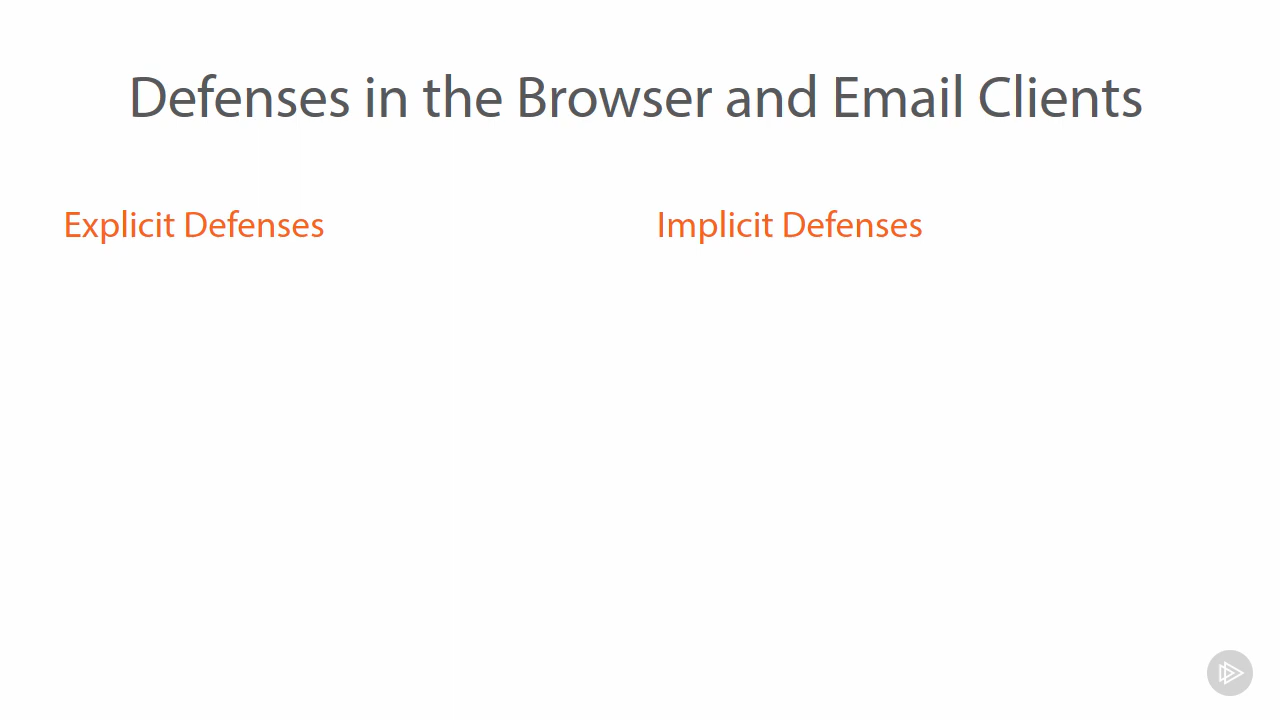 Defenses in the Browser and Email Clients
Explicit Defenses
Implicit Defenses